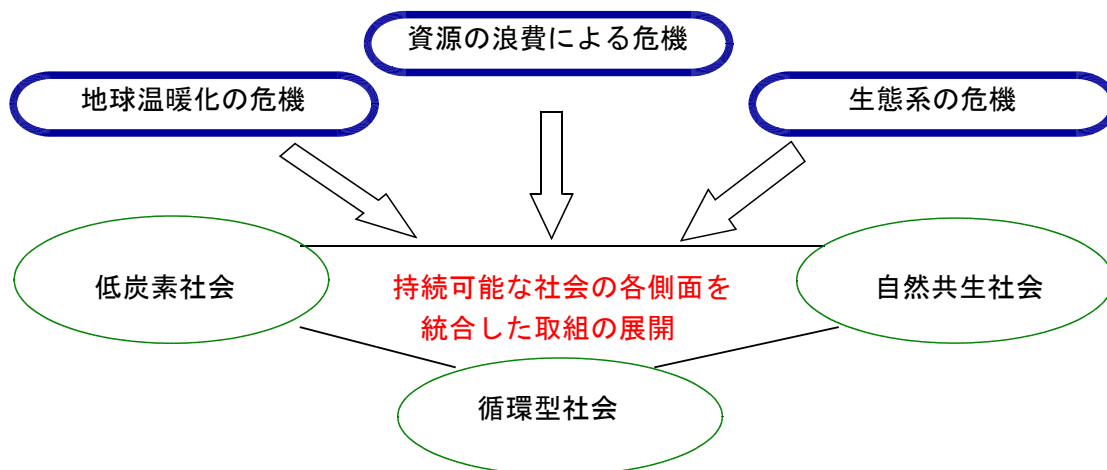 資源の浪費による危機
地球温暖化の危機
生態系の危機
低炭素社会
持続可能な社会の各側面を
統合した取組の展開
自然共生社会
循環型社会